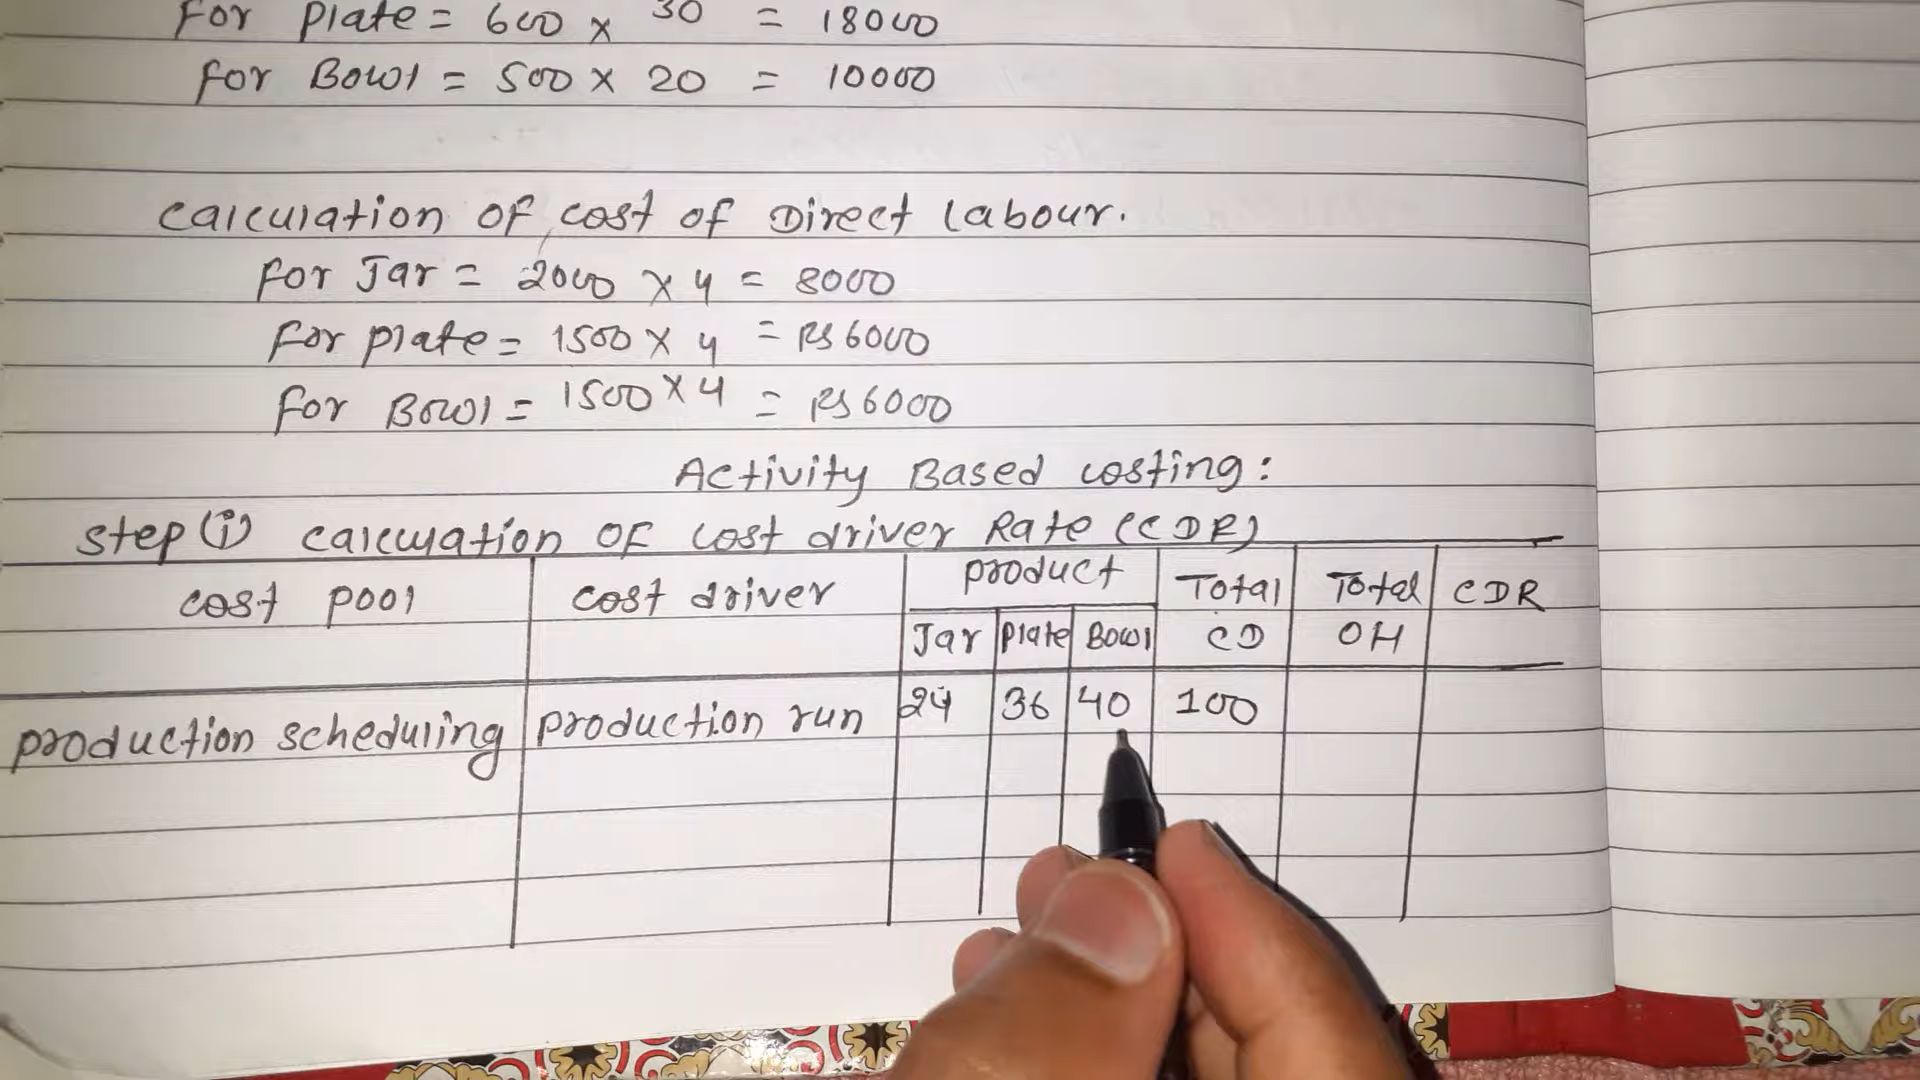 For Plate = 600 × 30 = 18000
For Bowl = 500 × 20 = 10000
Calculation OF cost of Direct Labour.
For Jar = 2000 × 4 = 8000
For plate = 1500 × 4 = Rs 6000
For Bowl = 1500 × 4 = Rs 6000
Activity Based costing:
Step (i) calculation OF cost driver Rate (CDR)
cost pool cost driver product Total Total CDR
Jar Plate Bowl CD OH
production scheduling production run 24 36 40 100